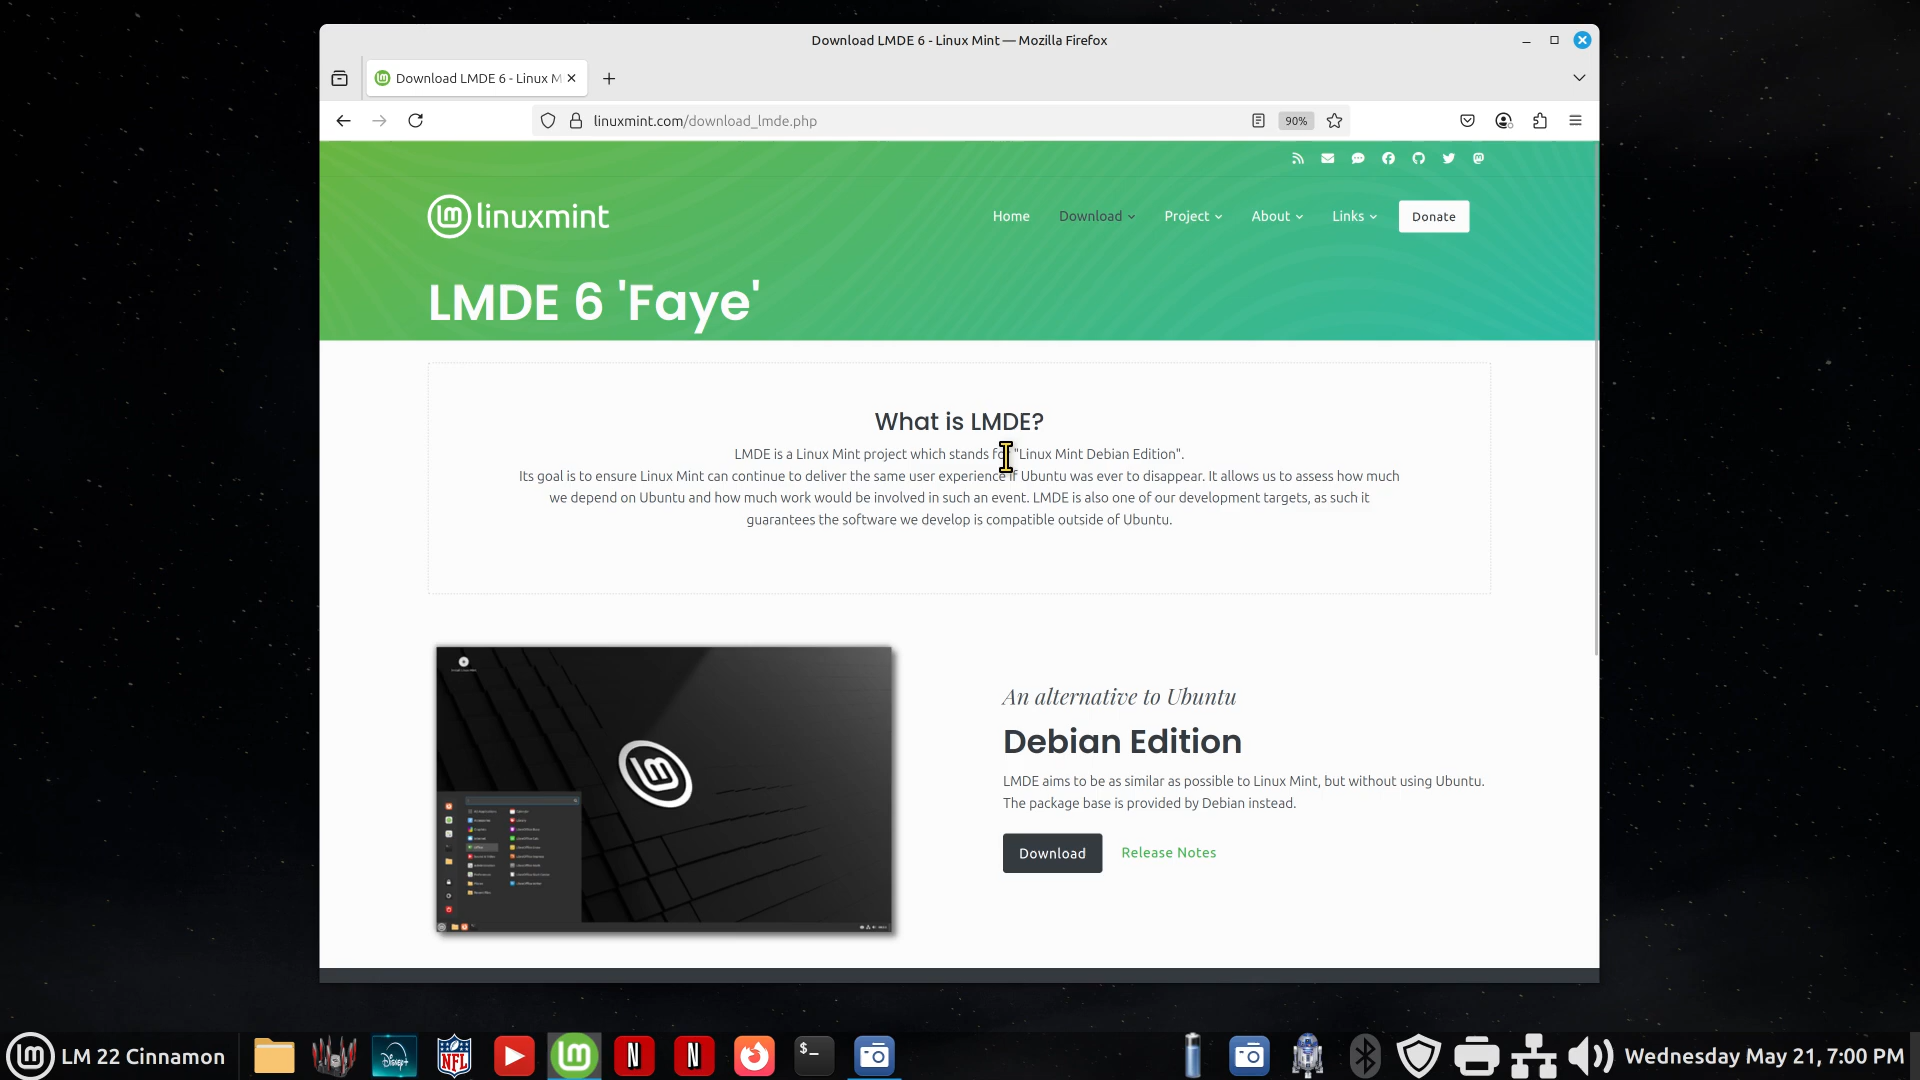 Download LMDE 6 - Linux Mint — Mozilla Firefox
Download LMDE 6 - Linux M
linuxmint.com/download_lmde.php
90%
linuxmint
Home
Download
Project
About
Links
Donate
LMDE 6 'Faye'
What is LMDE?
LMDE is a Linux Mint project which stands for "Linux Mint Debian Edition".
Its goal is to ensure Linux Mint can continue to deliver the same user experience if Ubuntu was ever to disappear. It allows us to assess how much
we depend on Ubuntu and how much work would be involved in such an event. LMDE is also one of our development targets, as such it
guarantees the software we develop is compatible outside of Ubuntu.
An alternative to Ubuntu
Debian Edition
LMDE aims to be as similar as possible to Linux Mint, but without using Ubuntu.
The package base is provided by Debian instead.
Download
Release Notes
LM 22 Cinnamon
Disney+
NFL
N
N
$_
Wednesday May 21, 7:00 PM